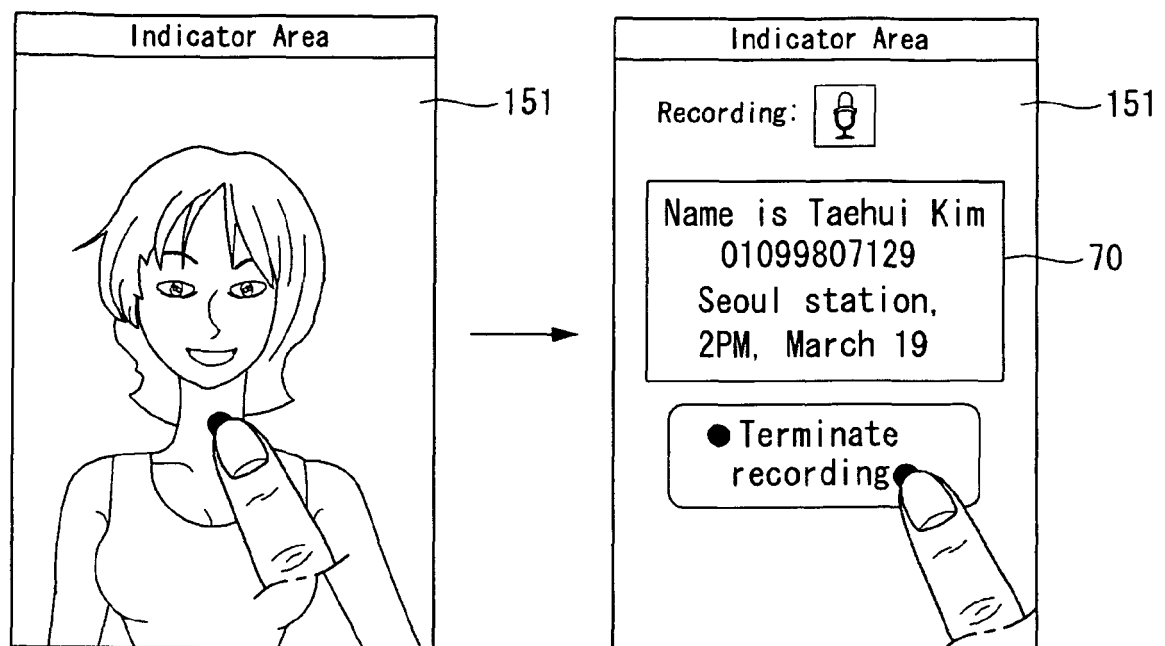 Indicator Area
151
Indicator Area
Recording:
151
Name is Taehui Kim
01099807129
Seoul station,
2PM, March 19
70
Terminate
recording